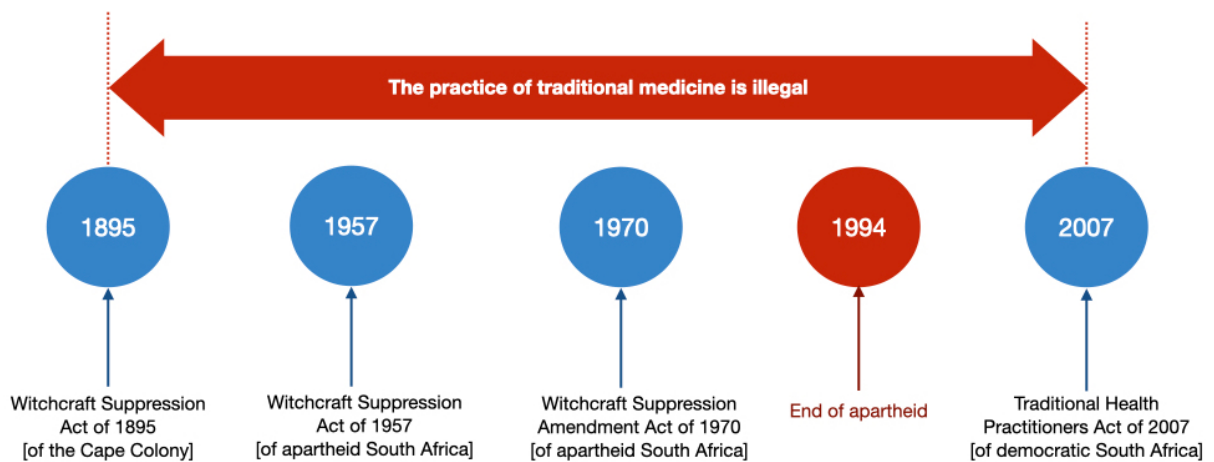 The practice of traditional medicine is illegal
1895
1957
1970
1994
2007
Witchcraft Suppression
Act of 1895
[of the Cape Colony]
Witchcraft Suppression
Act of 1957
[of apartheid South Africa]
Witchcraft Suppression
Amendment Act of 1970
[of apartheid South Africa]
End of apartheid
Traditional Health
Practitioners Act of 2007
[of democratic South Africa]